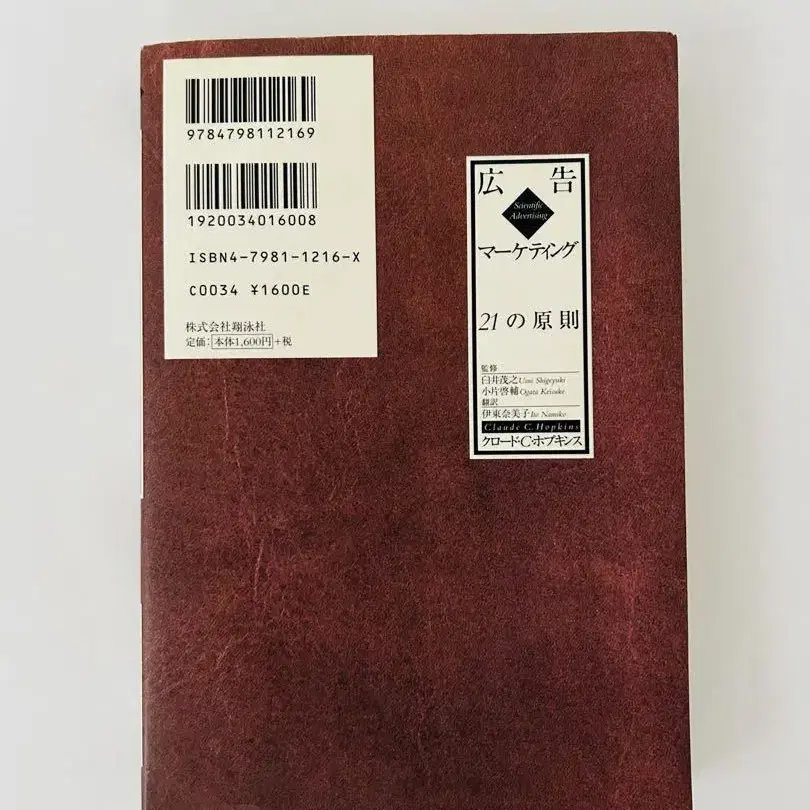 9784798112169
1920034016008
ISBN4-7981-1216-X
C0034 ¥1600E
株式会社翔泳社
定価：本体1,600円+税
広告
Scientific
Advertising
マーケティング
21の原則
監修
臼井茂之 Usui Shigeyuki
小片啓輔 Ogata Keisuke
翻訳
伊東奈美子 Ito Namiko
Claude C. Hopkins
クロード・C・ホプキンス